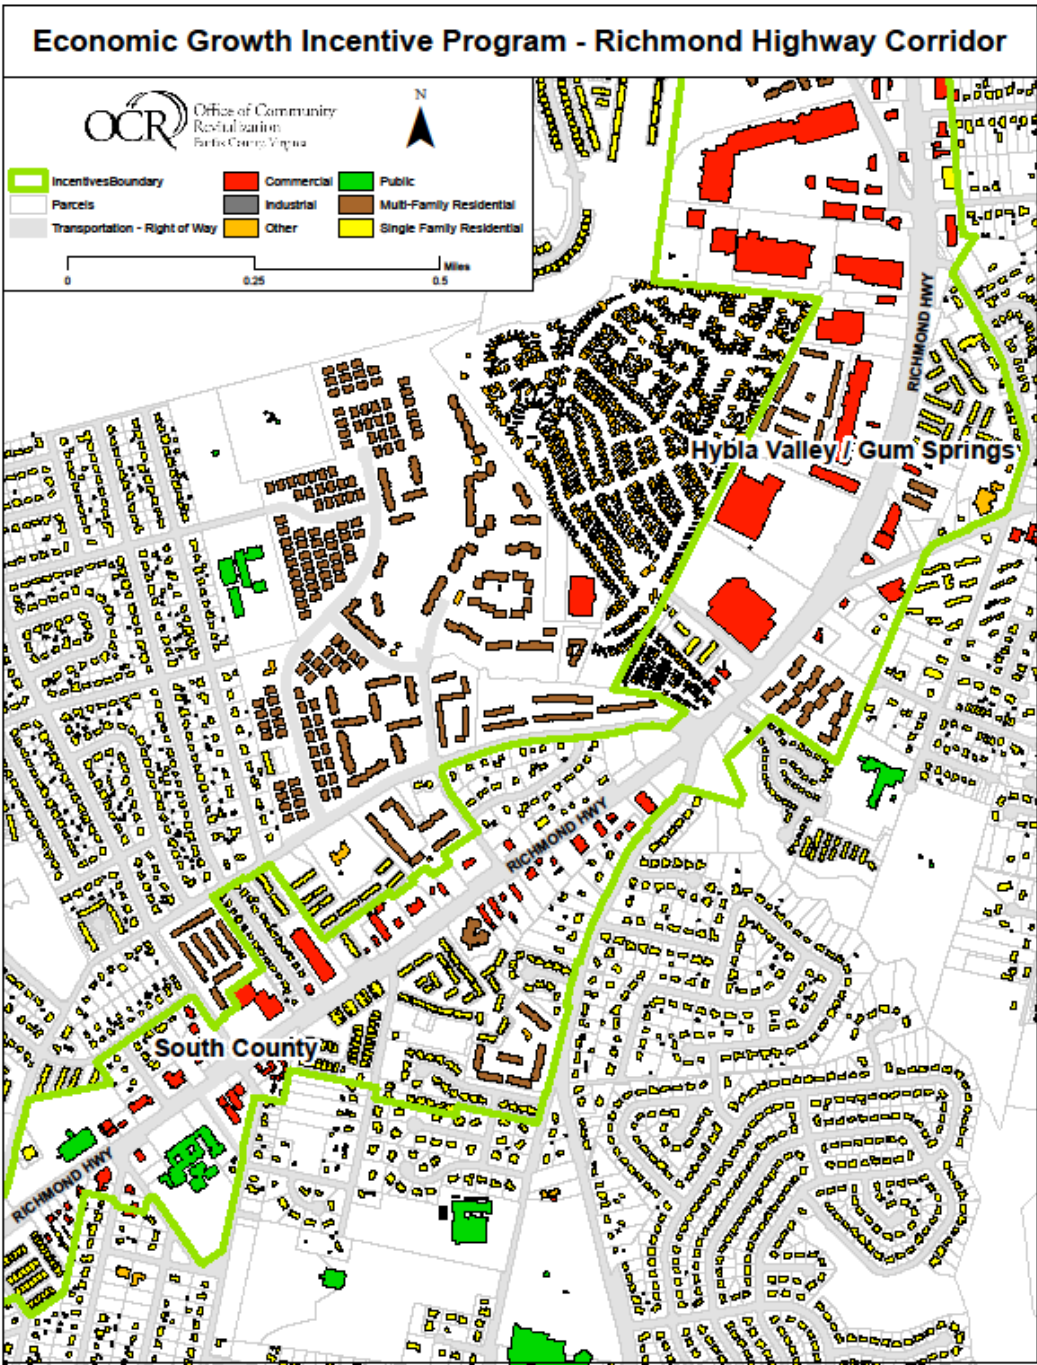 Economic Growth Incentive Program - Richmond Highway Corridor
OCR
Office of Community
Revitalization
Fairfax County, Virginia
N
IncentivesBoundary
Commercial
Public
Parcels
Industrial
Multi-Family Residential
Transportation - Right of Way
Other
Single Family Residential
Miles
0
0.25
0.5
RICHMOND HWY
Hybla Valley / Gum Springs
RICHMOND HWY
South County
RICHMOND HWY